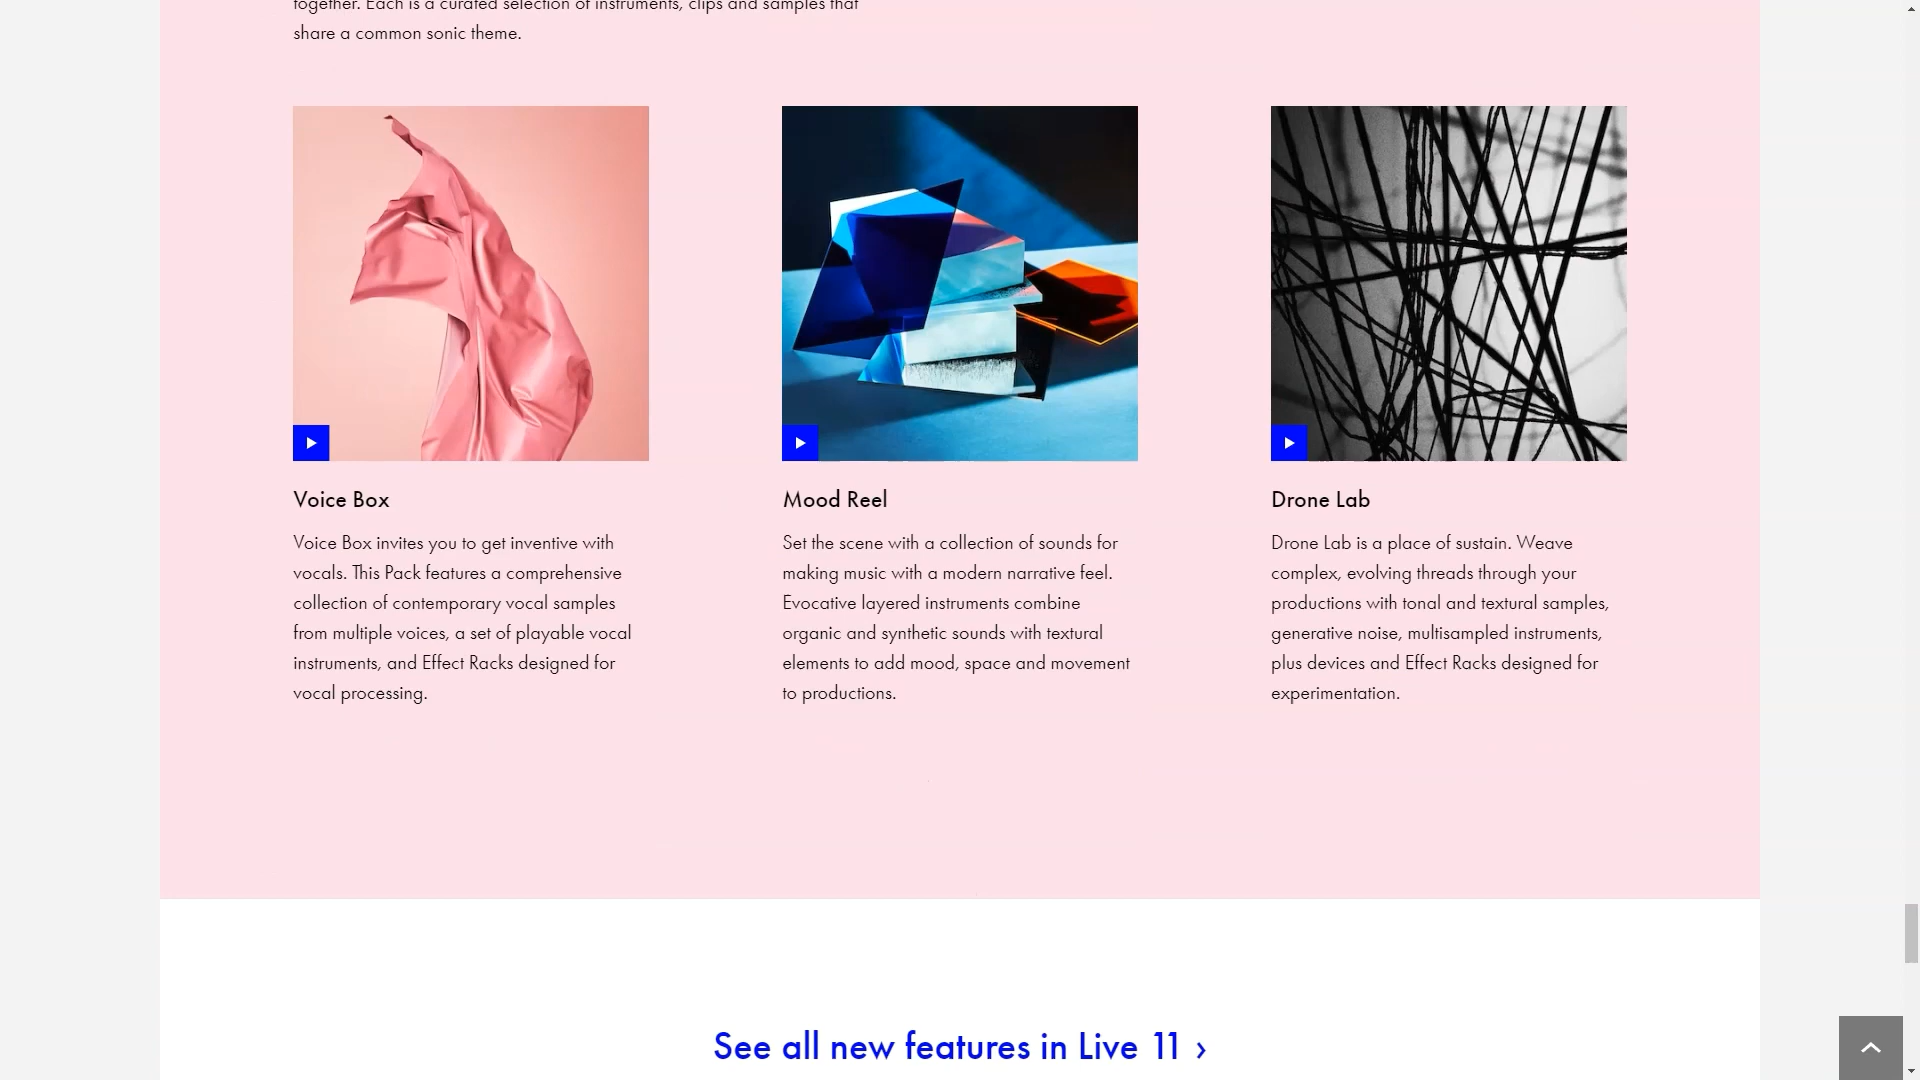 together. Each is a curated selection of instruments, clips and samples that
share a common sonic theme.
Voice Box
Voice Box invites you to get inventive with
vocals. This Pack features a comprehensive
collection of contemporary vocal samples
from multiple voices, a set of playable vocal
instruments, and Effect Racks designed for
vocal processing.
Mood Reel
Set the scene with a collection of sounds for
making music with a modern narrative feel.
Evocative layered instruments combine
organic and synthetic sounds with textural
elements to add mood, space and movement
to productions.
Drone Lab
Drone Lab is a place of sustain. Weave
complex, evolving threads through your
productions with tonal and textural samples,
generative noise, multisampled instruments,
plus devices and Effect Racks designed for
experimentation.
See all new features in Live 11 ›